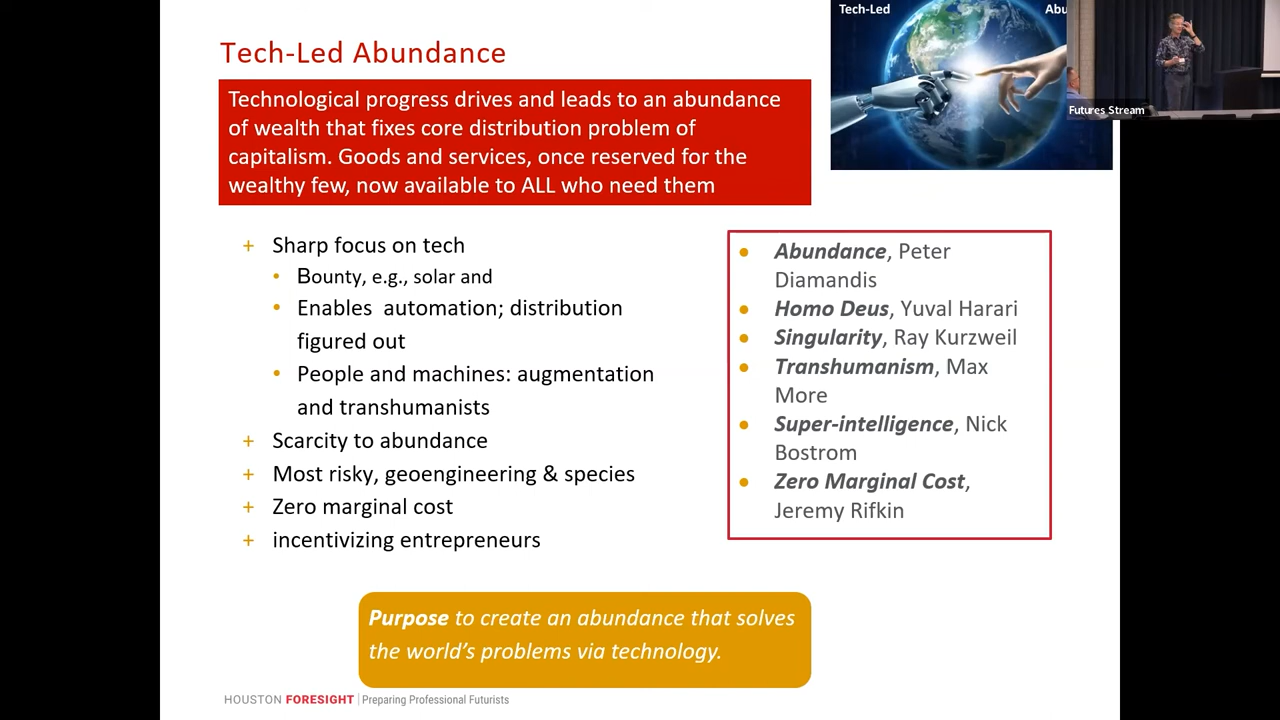 Tech-Led Abundance
Technological progress drives and leads to an abundance
of wealth that fixes core distribution problem of
capitalism. Goods and services, once reserved for the
wealthy few, now available to ALL who need them
Tech-Led
Abu
Futures Stream
+ Sharp focus on tech
• Bounty, e.g., solar and
• Enables automation; distribution
figured out
• People and machines: augmentation
and transhumanists
+ Scarcity to abundance
+ Most risky, geoengineering & species
+ Zero marginal cost
+ incentivizing entrepreneurs
• Abundance, Peter
Diamandis
• Homo Deus, Yuval Harari
• Singularity, Ray Kurzweil
• Transhumanism, Max
More
• Super-intelligence, Nick
Bostrom
• Zero Marginal Cost,
Jeremy Rifkin
Purpose to create an abundance that solves
the world's problems via technology.
HOUSTON FORESIGHT | Preparing Professional Futurists